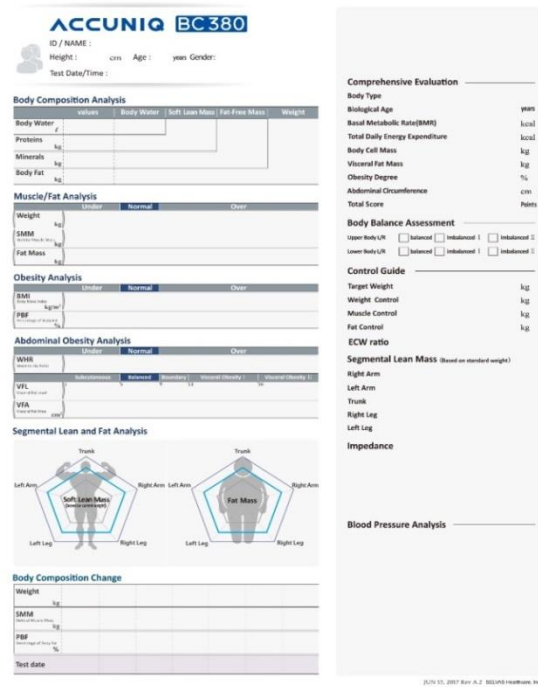 ACCUNIQ BC380
ID / NAME :
Height : cm Age : years Gender:
Test Date/Time :
Body Composition Analysis
values Body Water Soft Lean Mass Fat-Free Mass Weight
Body Water
ℓ
Proteins
kg
Minerals
kg
Body Fat
kg
Muscle/Fat Analysis
Under Normal Over
Weight
kg
SMM
kg
Fat Mass
kg
Obesity Analysis
Under Normal Over
BMI
kg/m²
PBF
%
Abdominal Obesity Analysis
Under Normal Over
WHR
Subcutaneous Balanced Boundary Visceral Obesity I Visceral Obesity II
VFL
VFA
cm²
Segmental Lean and Fat Analysis
Trunk
Left Arm Right Arm
Soft Lean Mass
Left Leg Right Leg
Trunk
Left Arm Right Arm
Fat Mass
Left Leg Right Leg
Body Composition Change
Weight
kg
SMM
kg
PBF
%
Test date
Comprehensive Evaluation
Body Type
Biological Age years
Basal Metabolic Rate(BMR) kcal
Total Daily Energy Expenditure kcal
Body Cell Mass kg
Visceral Fat Mass kg
Obesity Degree %
Abdominal Circumference cm
Total Score Points
Body Balance Assessment
Upper Body L/R balanced Imbalanced I Imbalanced II
Lower Body L/R balanced Imbalanced I Imbalanced II
Control Guide
Target Weight kg
Weight Control kg
Muscle Control kg
Fat Control kg
ECW ratio
Segmental Lean Mass (Based on standard weight)
Right Arm
Left Arm
Trunk
Right Leg
Left Leg
Impedance
Blood Pressure Analysis
2017 Rev A.2 SELVAS Healthcare,